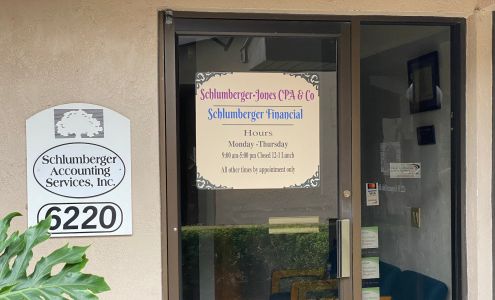 Schlumberger
Accounting
Services, Inc.
6220
Schlumberger-Jones CPA & Co
Schlumberger Financial
Hours
Monday -Thursday
9:00 am-5:00 pm Closed 12-1 Lunch
All other times by appointment only